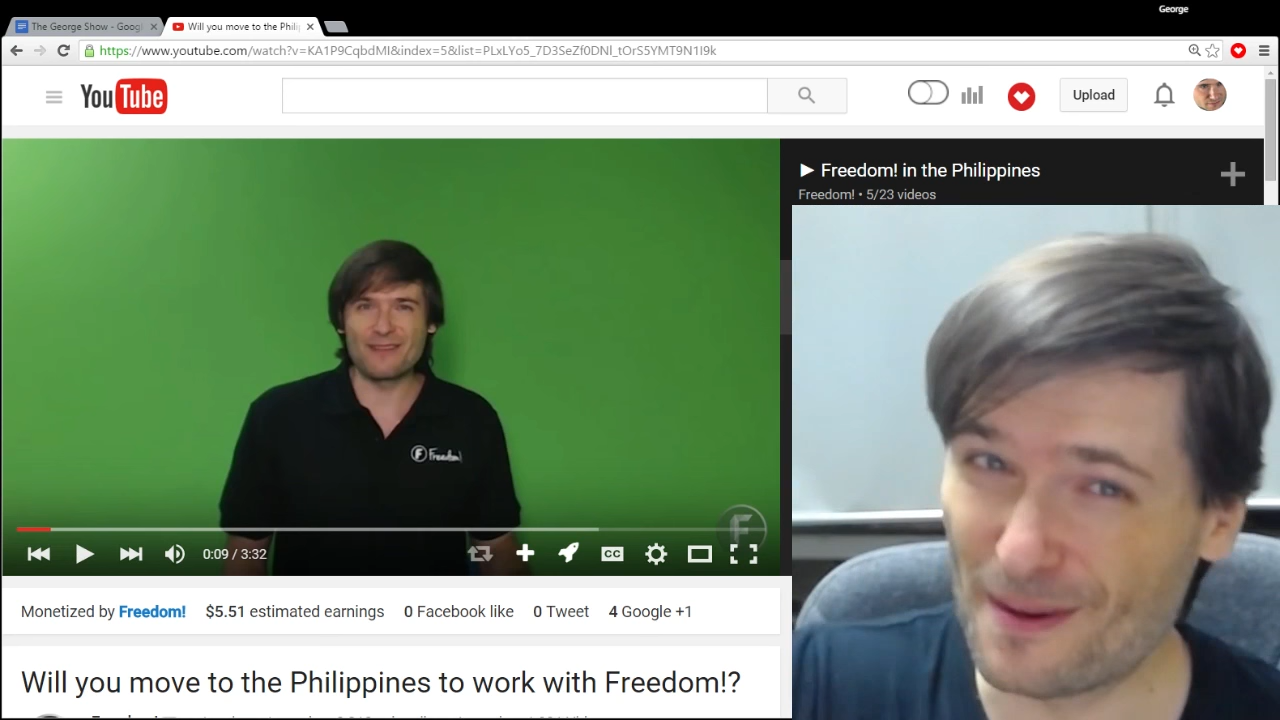 George
The George Show - Googl
Will you move to the Phili
https://www.youtube.com/watch?v=KA1P9CqbdMI&index=5&list=PLxLYo5_7D3SeZf0DNl_tOrS5YMT9N1I9k
YouTube
Upload
Freedom! in the Philippines
Freedom! • 5/23 videos
F Freedom!
F
0:09 / 3:32
CC
Monetized by Freedom! $5.51 estimated earnings 0 Facebook like 0 Tweet 4 Google +1
Will you move to the Philippines to work with Freedom!?